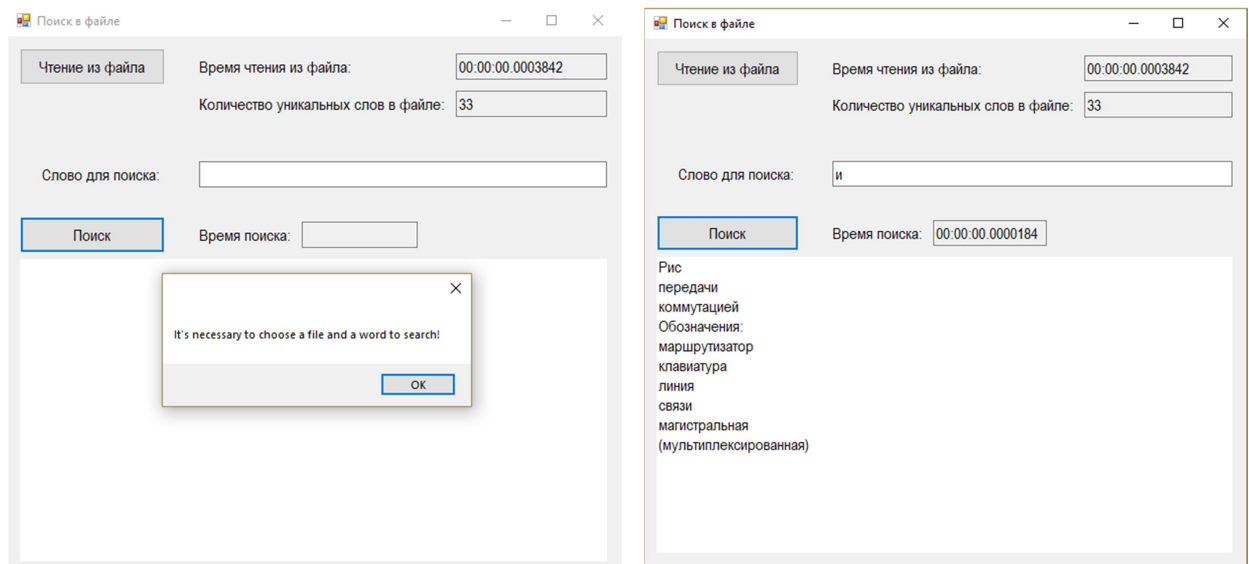 Поиск в файле
Чтение из файла
Время чтения из файла:
00:00:00.0003842
Количество уникальных слов в файле:
33
Слово для поиска:
Поиск
Время поиска:
It's necessary to choose a file and a word to search!
OK
Поиск в файле
Чтение из файла
Время чтения из файла:
00:00:00.0003842
Количество уникальных слов в файле:
33
Слово для поиска:
и
Поиск
Время поиска:
00:00:00.0000184
Рис
передачи
коммутацией
Обозначения:
маршрутизатор
клавиатура
линия
связи
магистральная
(мультиплексированная)